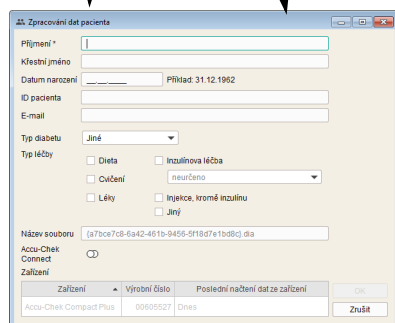 Zpracování dat pacienta
Příjmení *
Křestní jméno
Datum narození __.__.____ Příklad: 31.12.1962
ID pacienta
E-mail
Typ diabetu Jiné
Typ léčby
Dieta Inzulínova léčba
Cvičení neurčeno
Léky Injekce, kromě inzulínu
Jiný
Název souboru {a7bce7c8-6a42-461b-9456-5f18d7e1bd8c}.dia
Accu-Chek
Connect
Zařízení
Zařízení Výrobní číslo Poslední načtení dat ze zařízení OK
Accu-Chek Compact Plus 00805527 Dnes Zrušit